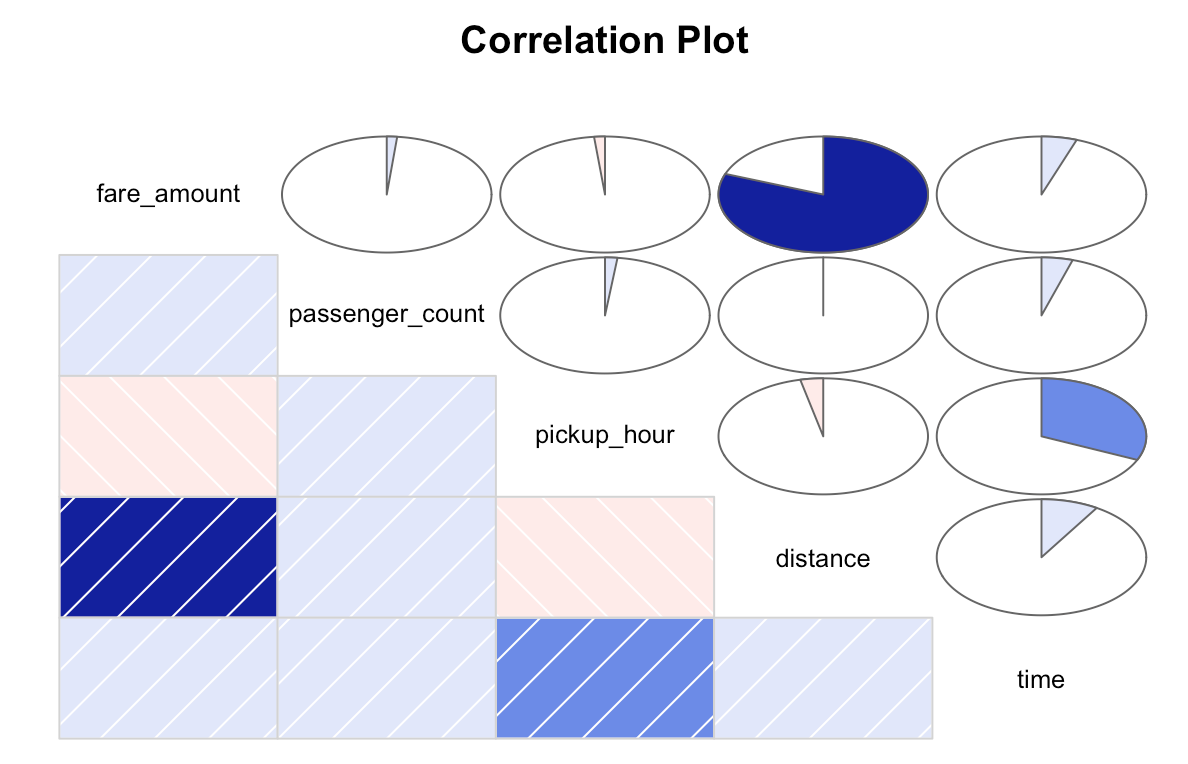 Correlation Plot
fare_amount
passenger_count
pickup_hour
distance
time